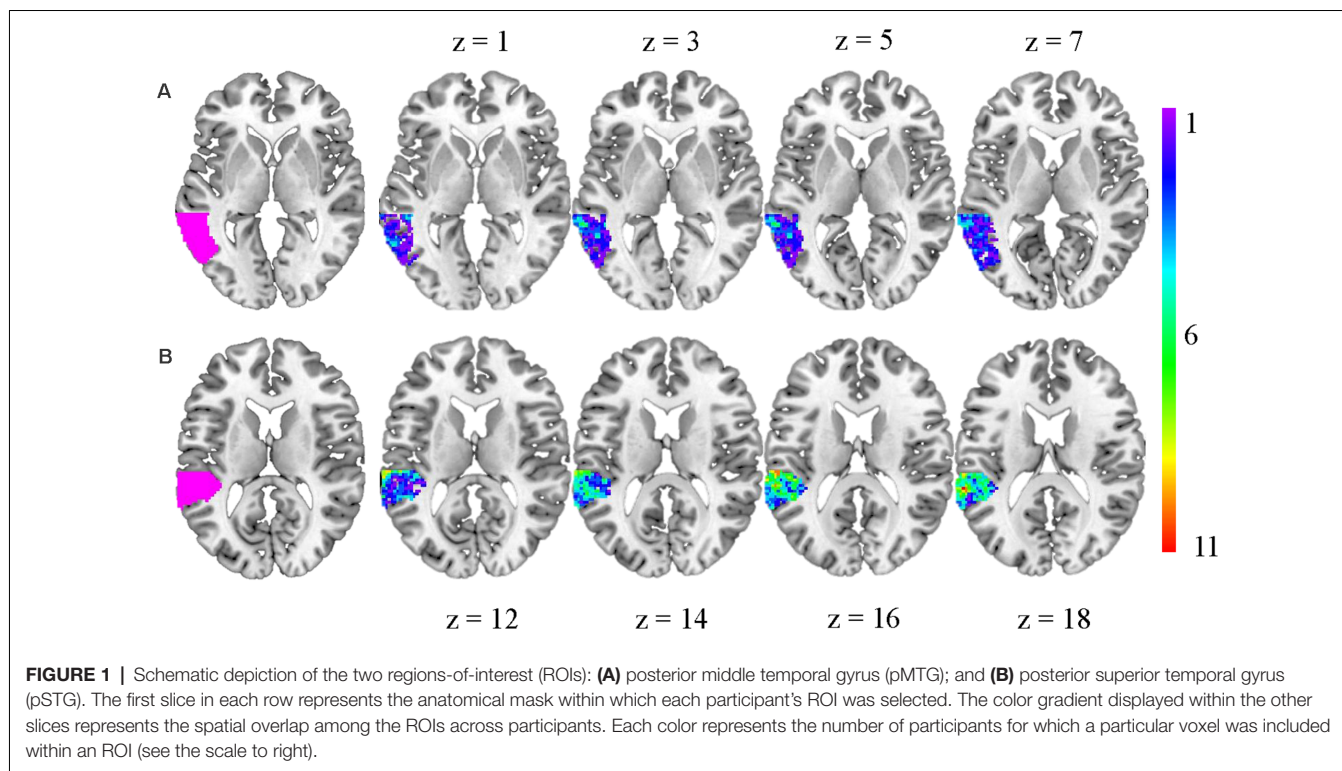 z = 1 z = 3 z = 5 z = 7
A
1
6
B
11
z = 12 z = 14 z = 16 z = 18
FIGURE 1 | Schematic depiction of the two regions-of-interest (ROIs): (A) posterior middle temporal gyrus (pMTG); and (B) posterior superior temporal gyrus
(pSTG). The first slice in each row represents the anatomical mask within which each participant's ROI was selected. The color gradient displayed within the other
slices represents the spatial overlap among the ROIs across participants. Each color represents the number of participants for which a particular voxel was included
within an ROI (see the scale to right).